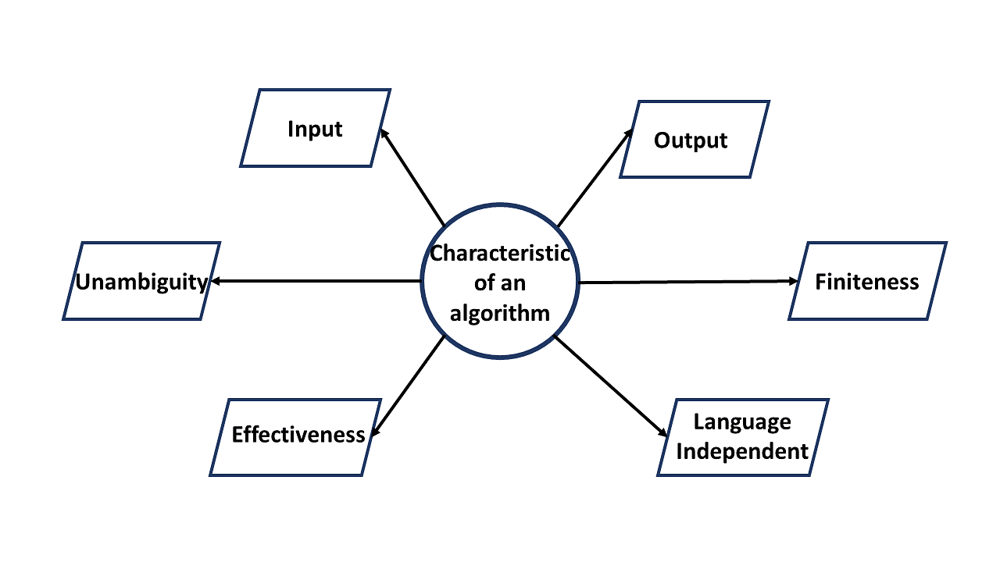 Input
Output
Characteristic
of an
algorithm
Unambiguity
Finiteness
Effectiveness
Language
Independent